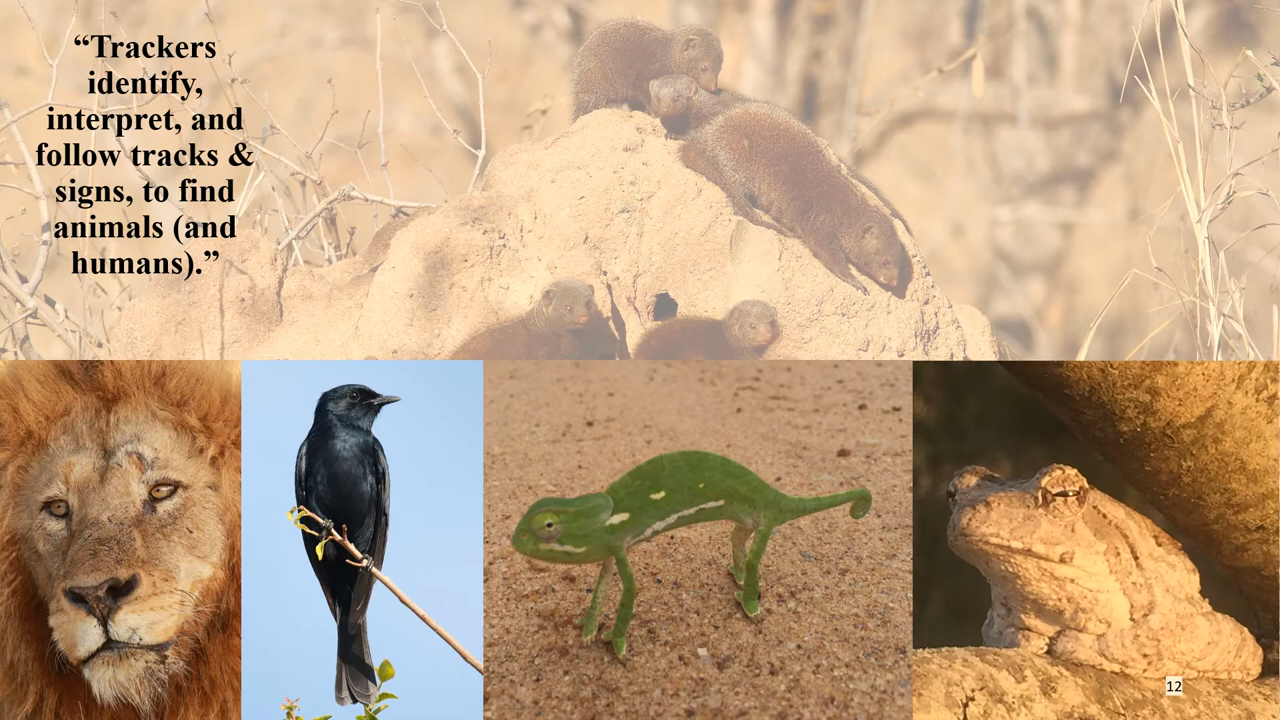 “Trackers
identify,
interpret, and
follow tracks &
signs, to find
animals (and
humans).”
12